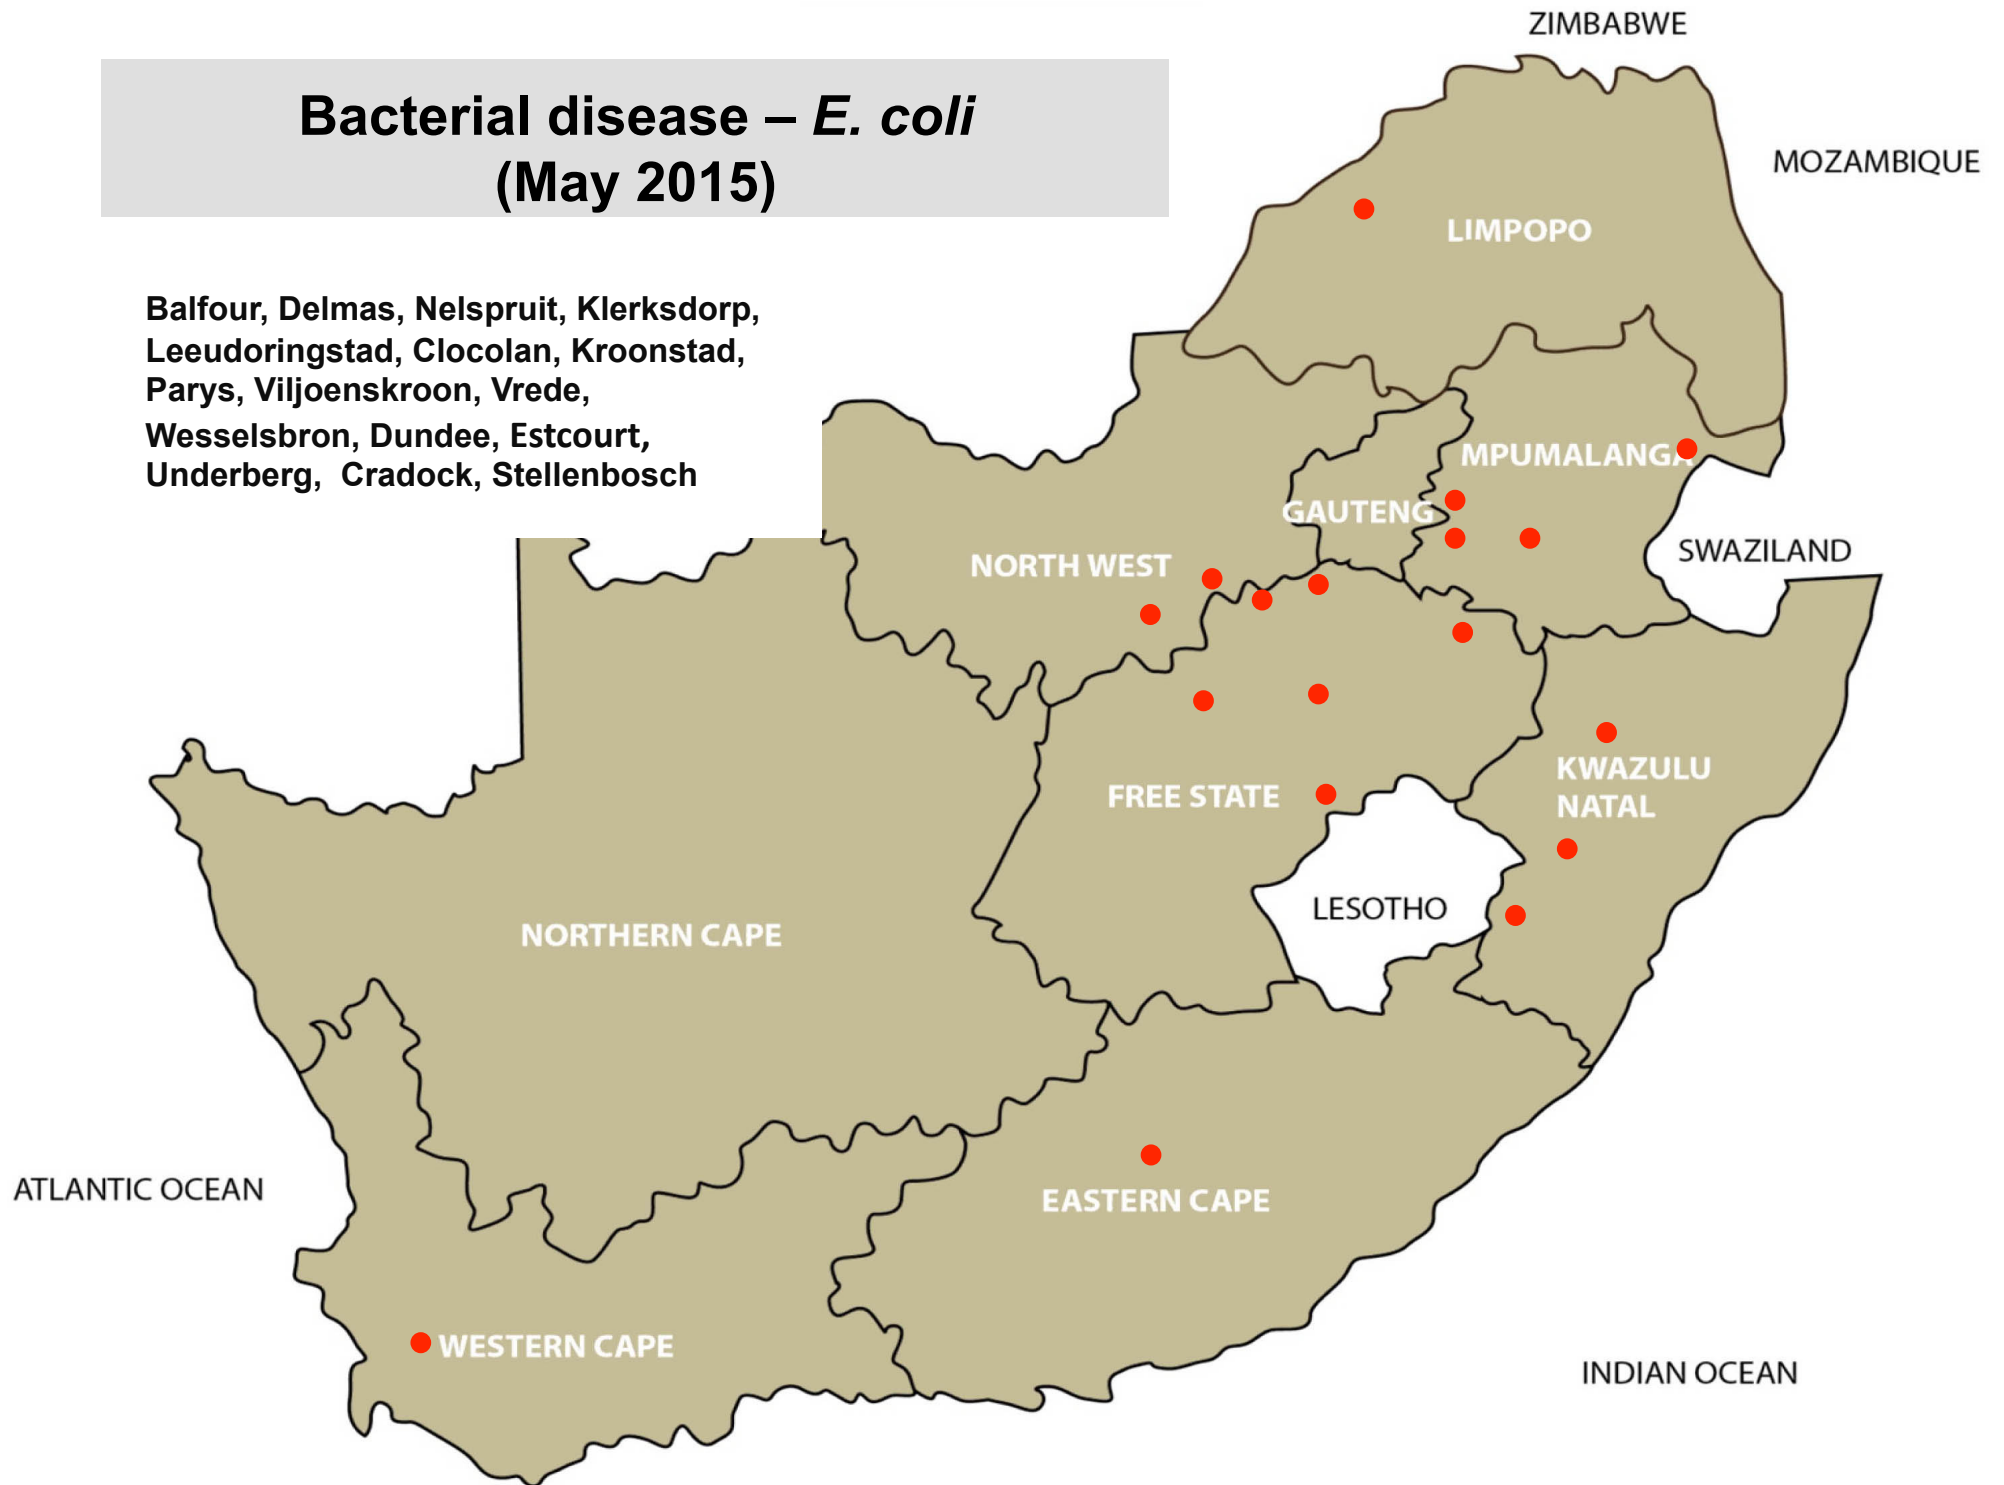 ZIMBABWE
Bacterial disease – E. coli
(May 2015)
MOZAMBIQUE
LIMPOPO
Balfour, Delmas, Nelspruit, Klerksdorp,
Leeudoringstad, Clocolan, Kroonstad,
Parys, Viljoenskroon, Vrede,
Wesselsbron, Dundee, Estcourt,
Underberg, Cradock, Stellenbosch
MPUMALANGA
GAUTENG
SWAZILAND
NORTH WEST
KWAZULU
NATAL
FREE STATE
LESOTHO
NORTHERN CAPE
ATLANTIC OCEAN
EASTERN CAPE
WESTERN CAPE
INDIAN OCEAN